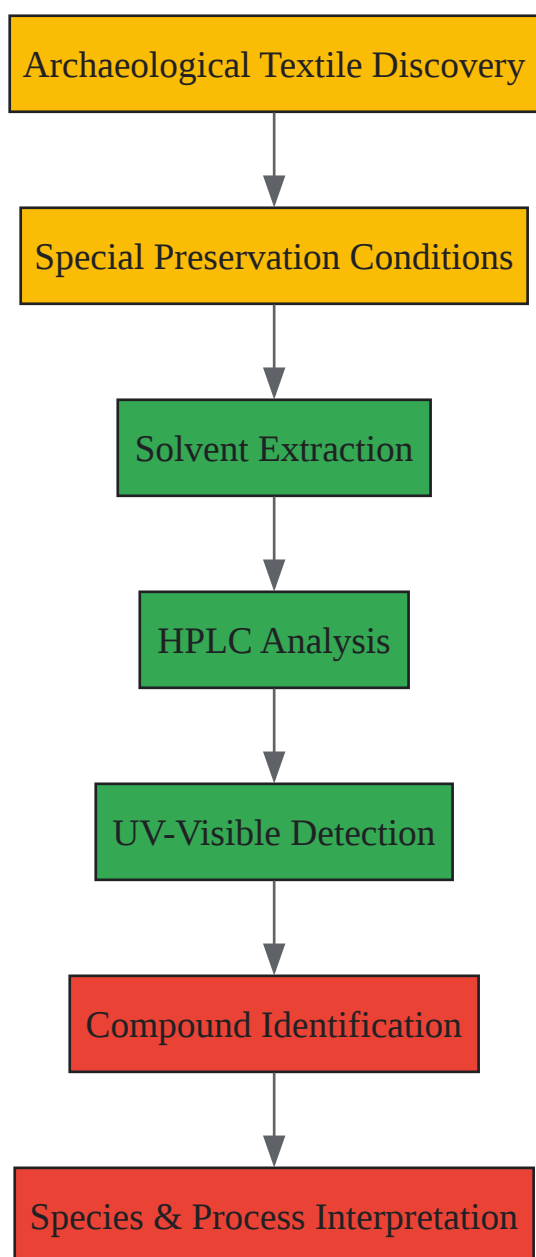 Archaeological Textile Discovery
Special Preservation Conditions
Solvent Extraction
HPLC Analysis
UV-Visible Detection
Compound Identification
Species & Process Interpretation